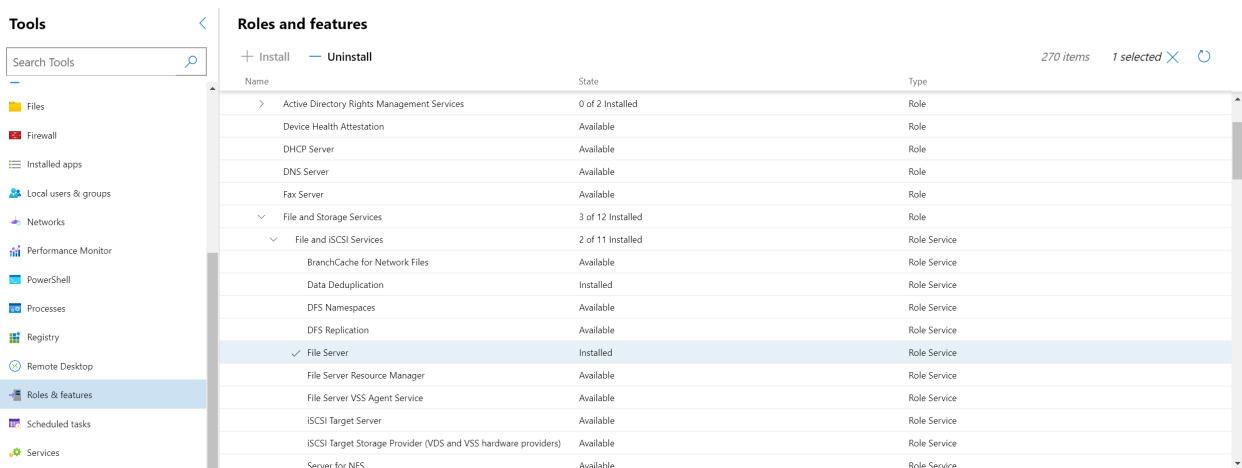 Tools
Search Tools
Files
Firewall
Installed apps
Local users & groups
Networks
Performance Monitor
PowerShell
Processes
Registry
Remote Desktop
Roles & features
Scheduled tasks
Services
Roles and features
Install Uninstall 270 items 1 selected
Name State Type
Active Directory Rights Management Services 0 of 2 Installed Role
Device Health Attestation Available Role
DHCP Server Available Role
DNS Server Available Role
Fax Server Available Role
File and Storage Services 3 of 12 Installed Role
File and iSCSI Services 2 of 11 Installed Role Service
BranchCache for Network Files Available Role Service
Data Deduplication Installed Role Service
DFS Namespaces Available Role Service
DFS Replication Available Role Service
File Server Installed Role Service
File Server Resource Manager Available Role Service
File Server VSS Agent Service Available Role Service
iSCSI Target Server Available Role Service
iSCSI Target Storage Provider (VDS and VSS hardware providers) Available Role Service
Server for NFS Available Role Service